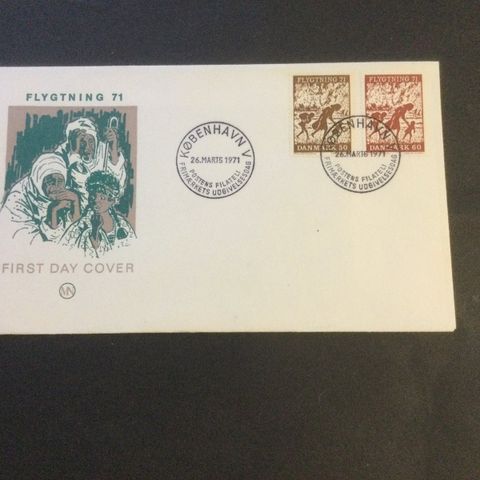 FLYGTNING 71
FIRST DAY COVER
KØBENHAVN V
26.MARTS 1971
POSTENS FILATELI
FRIMÆRKETS UDGIVELSESDAG
FLYGTNING 71
DANMARK 50
FLYGTNING 71
DANMARK 60
KØBENHAVN V
26.MARTS 1971
POSTENS FILATELI
FRIMÆRKETS UDGIVELSESDAG